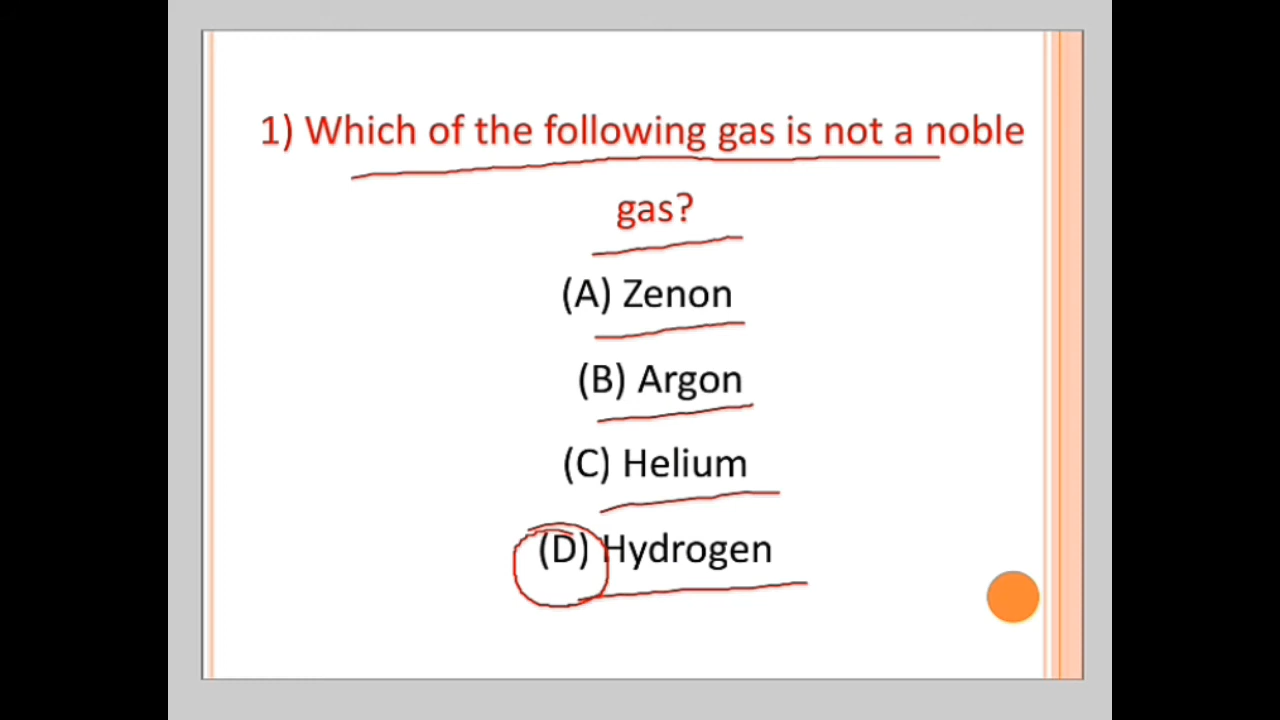 1) Which of the following gas is not a noble
gas?
(A) Zenon
(B) Argon
(C) Helium
(D) Hydrogen